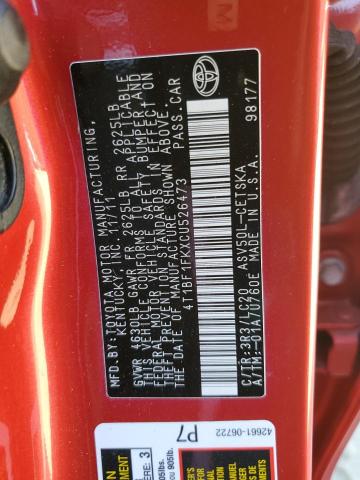 MFD.BY: TOYOTA MOTOR MANUFACTURING,
KENTUCKY, INC. 11/11
GVWR 4630LB GAWR FR 2625LB RR 2625LB
THIS VEHICLE CONFORMS TO ALL APPLICABLE
FEDERAL MOTOR VEHICLE SAFETY, BUMPER, AND
THEFT PREVENTION STANDARDS IN EFFECT ON
THE DATE OF MANUFACTURE SHOWN ABOVE.
4T1BF1FKXCU526473 PASS.CAR
C/TR:3R3/LC20 ASV50L-CETSKA
A/TM:-01A/U760E MADE IN U.S.A. 98177
42661-06722
P7
3
905lbs.